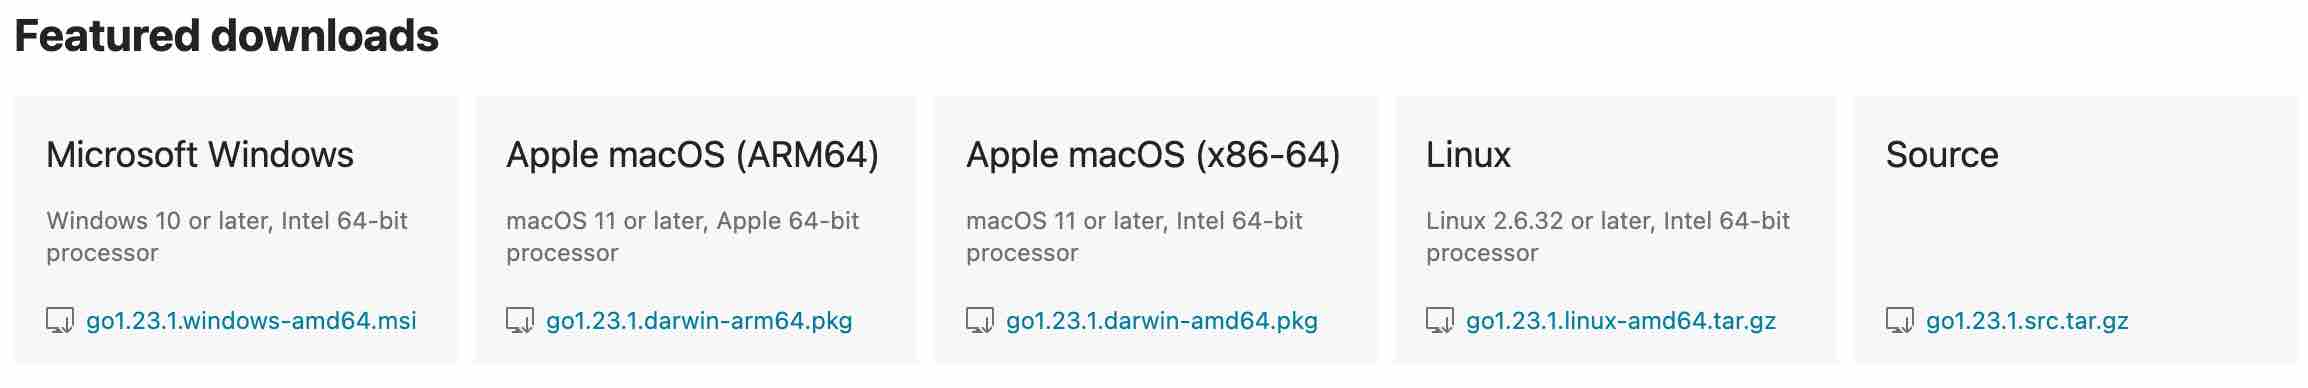 Featured downloads
Microsoft Windows
Windows 10 or later, Intel 64-bit
processor
go1.23.1.windows-amd64.msi
Apple macOS (ARM64)
macOS 11 or later, Apple 64-bit
processor
go1.23.1.darwin-arm64.pkg
Apple macOS (x86-64)
macOS 11 or later, Intel 64-bit
processor
go1.23.1.darwin-amd64.pkg
Linux
Linux 2.6.32 or later, Intel 64-bit
processor
go1.23.1.linux-amd64.tar.gz
Source
go1.23.1.src.tar.gz